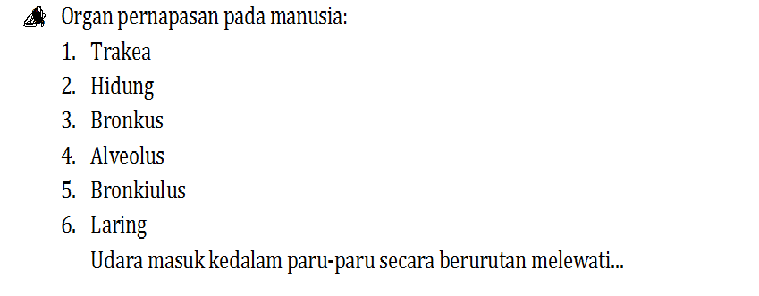 Organ pernapasan pada manusia:
1. Trakea
2. Hidung
3. Bronkus
4. Alveolus
5. Bronkiulus
6. Laring
Udara masuk kedalam paru-paru secara berurutan melewati...